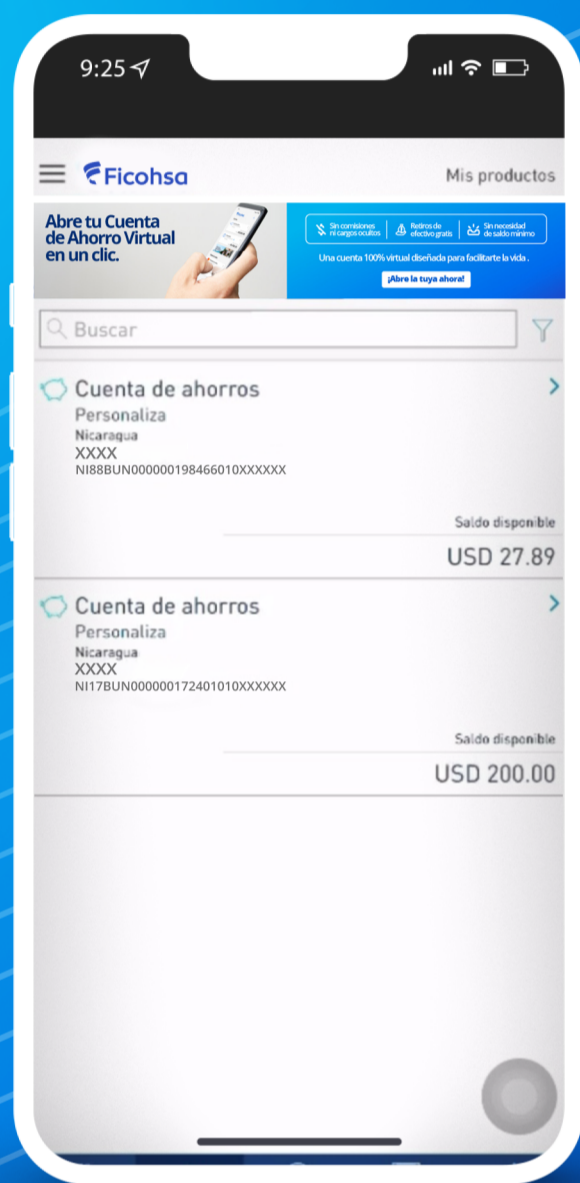 9:25
Ficohsa
Mis productos
Abre tu Cuenta
de Ahorro Virtual
en un clic.
Sin comisiones
ni cargos ocultos
Retiros de
efectivo gratis
Sin necesidad
de saldo mínimo
Una cuenta 100% virtual diseñada para facilitarte la vida .
¡Abre la tuya ahora!
Buscar
Cuenta de ahorros
Personaliza
Nicaragua
XXXX
NI88BUN000000198466010XXXXXX
Saldo disponible
USD 27.89
Cuenta de ahorros
Personaliza
Nicaragua
XXXX
NI17BUN000000172401010XXXXXX
Saldo disponible
USD 200.00